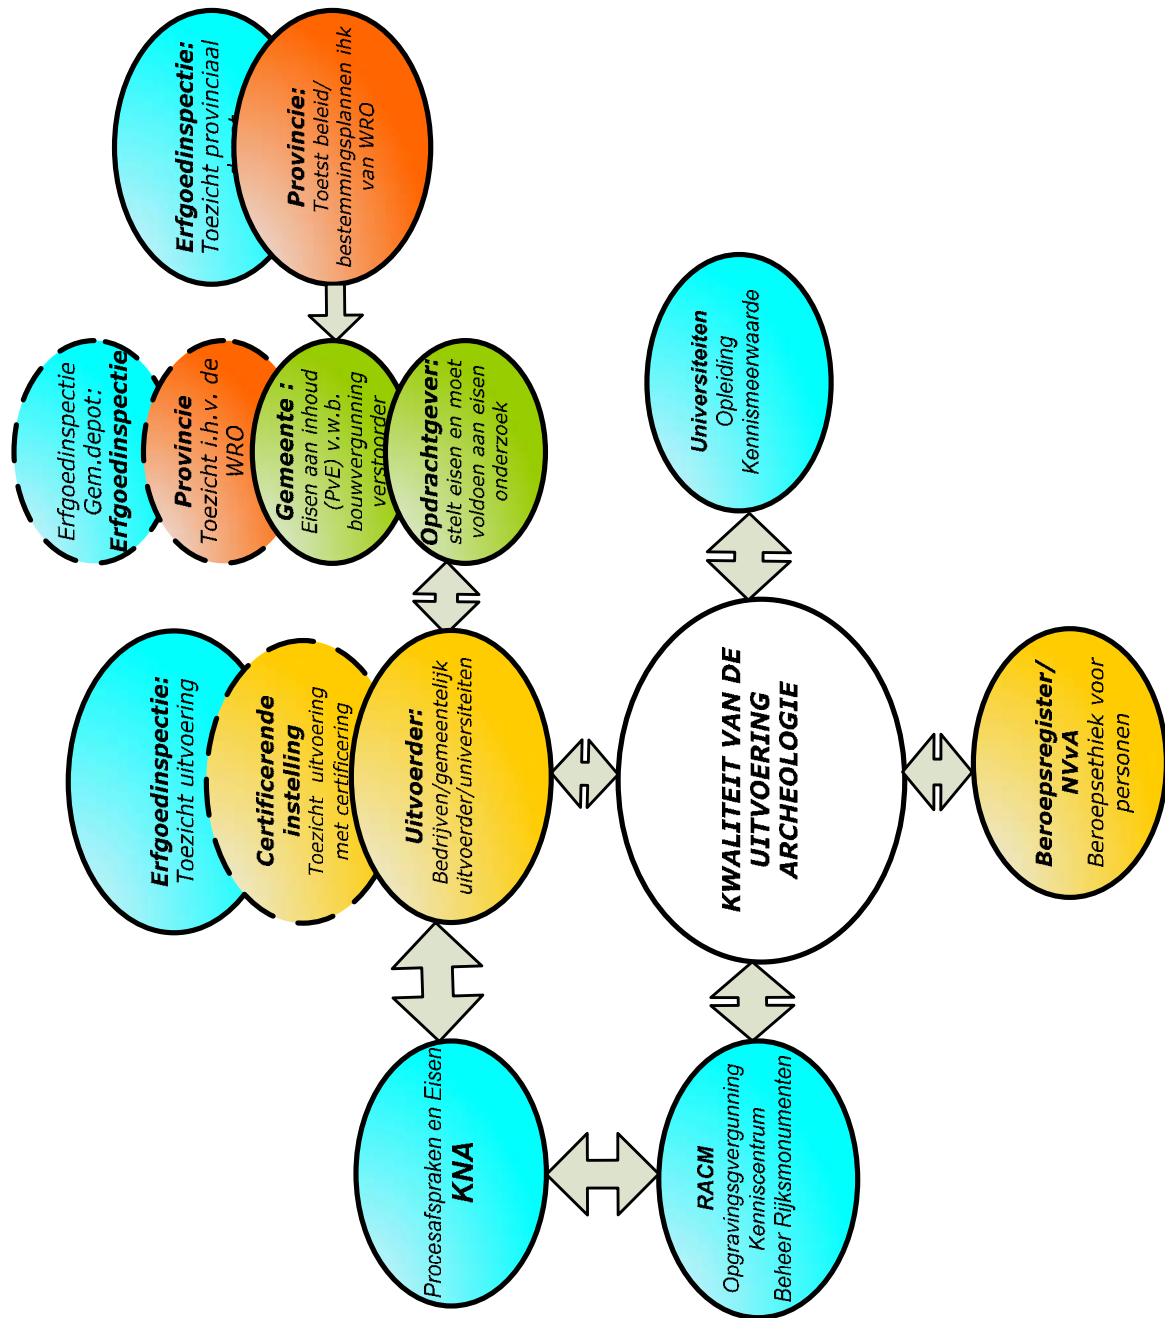 Erfgoedinspectie:
Toezicht provinciaal
Provincie:
Toetst beleid/
bestemmingsplannen ihk
van WRO
Erfgoedinspectie
Gem.depot:
Erfgoedinspectie
Provincie
Toezicht i.h.v. de
WRO
Gemeente :
Eisen aan inhoud
(PvE) v.w.b.
bouwvergunning
verstoorder
Opdrachtgever:
stelt eisen en moet
voldoen aan eisen
onderzoek
Erfgoedinspectie:
Toezicht uitvoering
Certificerende
instelling
Toezicht uitvoering
met certificering
Uitvoerder:
Bedrijven/gemeentelijk
uitvoerder/universiteiten
Universiteiten
Opleiding
Kennismeerwaarde
KWALITEIT VAN DE
UITVOERING
ARCHEOLOGIE
Beroepsregister/
NVvA
Beroepsethiek voor
personen
Procesafspraken en Eisen
KNA
RACM
Opgravingsgvergunning
Kenniscentrum
Beheer Rijksmonumenten